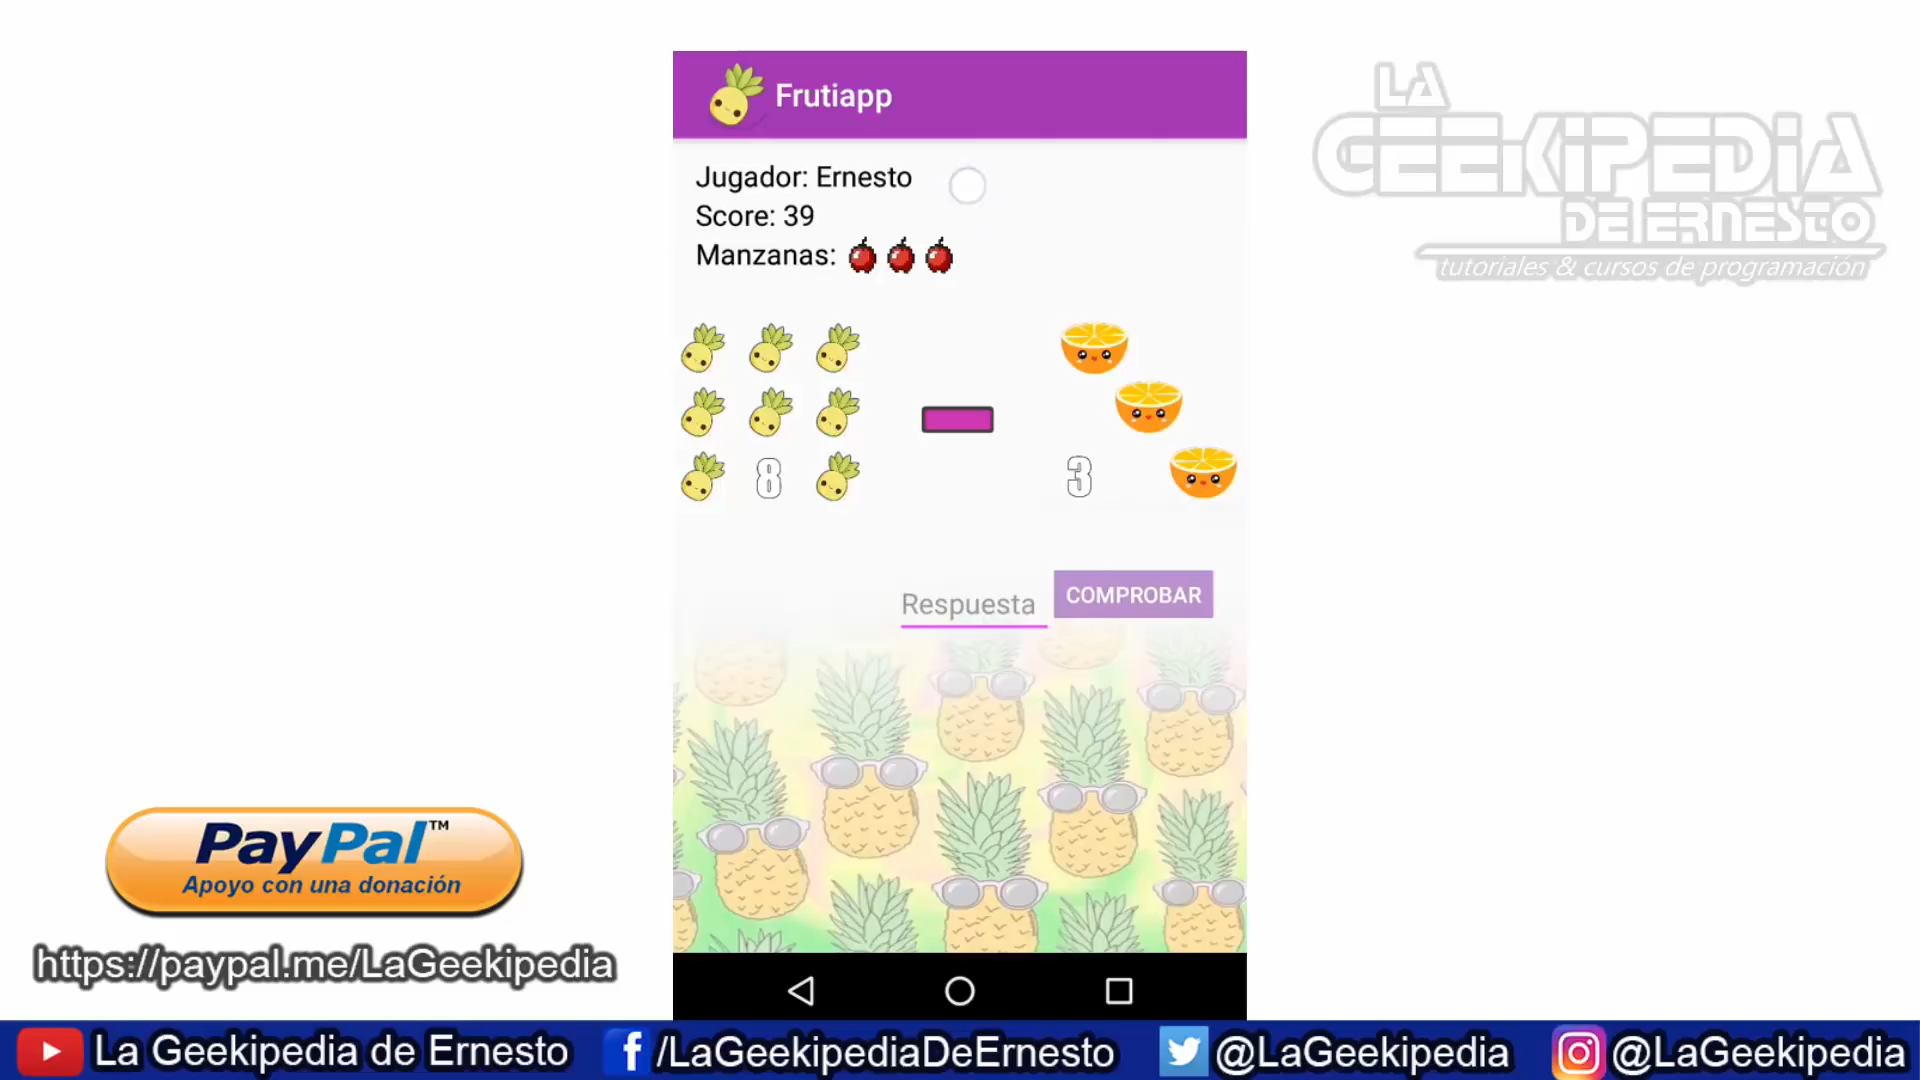 Frutiapp
Jugador: Ernesto
Score: 39
Manzanas:
8
3
Respuesta
COMPROBAR
LA
GEEKIPEDIA
DE ERNESTO
tutoriales & cursos de programación
PayPal™
Apoyo con una donación
https://paypal.me/LaGeekipedia
La Geekipedia de Ernesto
/LaGeekipediaDeErnesto
@LaGeekipedia
@LaGeekipedia